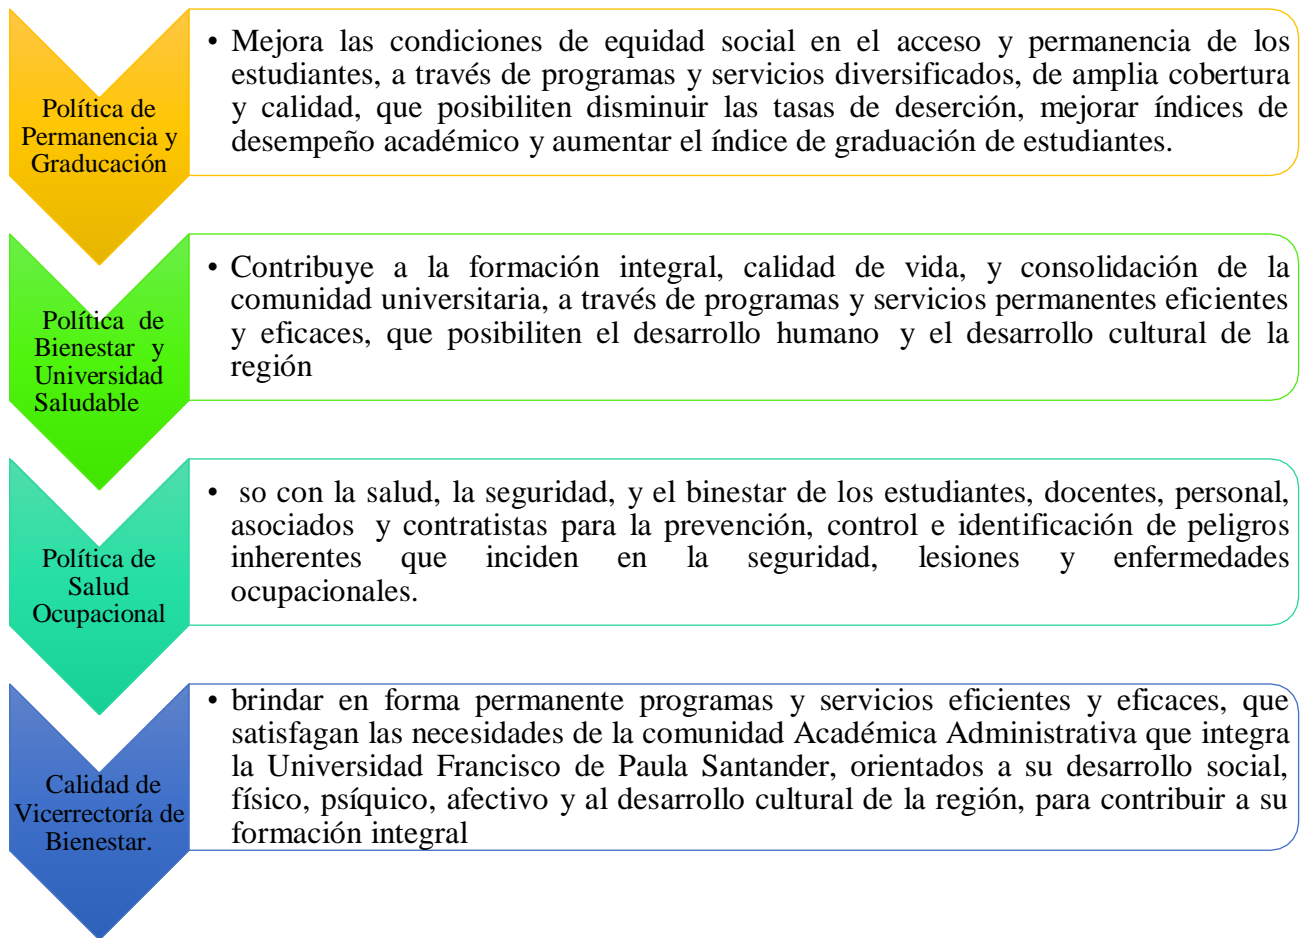 Política de
Permanencia y
Graducación
• Mejora las condiciones de equidad social en el acceso y permanencia de los
estudiantes, a través de programas y servicios diversificados, de amplia cobertura
y calidad, que posibiliten disminuir las tasas de deserción, mejorar índices de
desempeño académico y aumentar el índice de graduación de estudiantes.
Política de
Bienestar y
Universidad
Saludable
• Contribuye a la formación integral, calidad de vida, y consolidación de la
comunidad universitaria, a través de programas y servicios permanentes eficientes
y eficaces, que posibiliten el desarrollo humano y el desarrollo cultural de la
región
Política de
Salud
Ocupacional
• so con la salud, la seguridad, y el binestar de los estudiantes, docentes, personal,
asociados y contratistas para la prevención, control e identificación de peligros
inherentes que inciden en la seguridad, lesiones y enfermedades
ocupacionales.
Calidad de
Vicerrectoría de
Bienestar.
• brindar en forma permanente programas y servicios eficientes y eficaces, que
satisfagan las necesidades de la comunidad Académica Administrativa que integra
la Universidad Francisco de Paula Santander, orientados a su desarrollo social,
físico, psíquico, afectivo y al desarrollo cultural de la región, para contribuir a su
formación integral